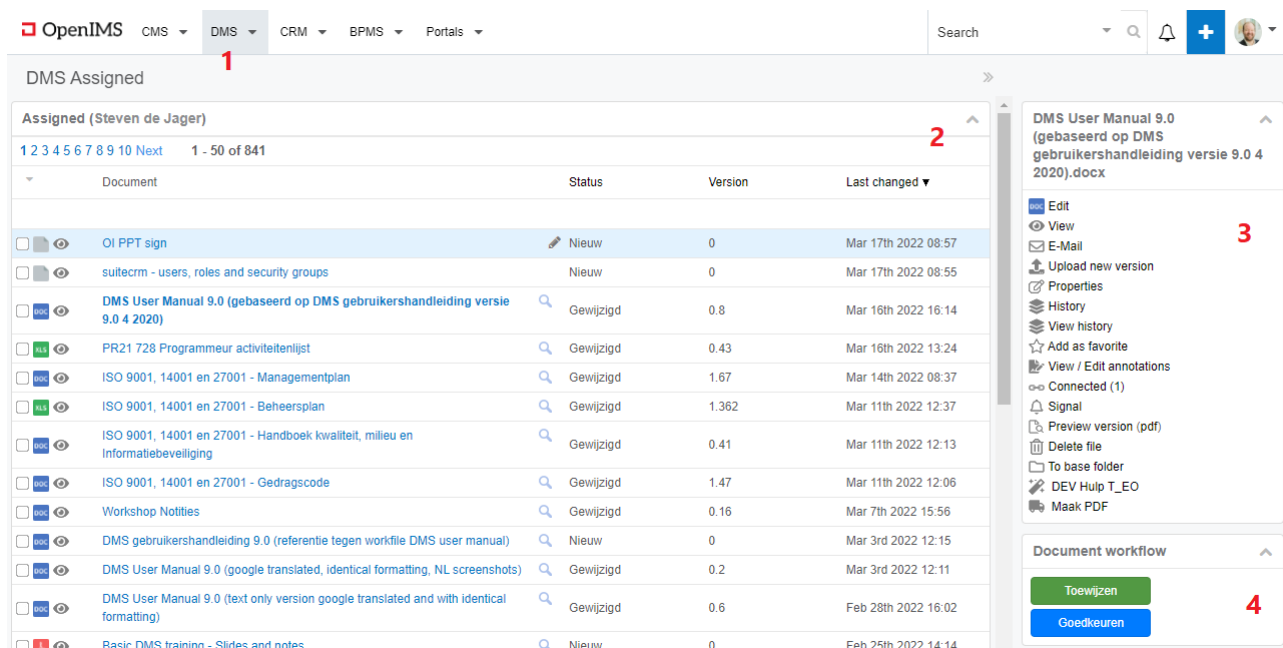 OpenIMS CMS DMS CRM BPMS Portals Search +
1
DMS Assigned
Assigned (Steven de Jager)
2
1 2 3 4 5 6 7 8 9 10 Next 1 - 50 of 841
Document Status Version Last changed ▼
OI PPT sign Nieuw 0 Mar 17th 2022 08:57
suitecrm - users, roles and security groups Nieuw 0 Mar 17th 2022 08:55
DOC DMS User Manual 9.0 (gebaseerd op DMS gebruikershandleiding versie
9.0 4 2020) Gewijzigd 0.8 Mar 16th 2022 16:14
XLS PR21 728 Programmeur activiteitenlijst Gewijzigd 0.43 Mar 16th 2022 13:24
DOC ISO 9001, 14001 en 27001 - Managementplan Gewijzigd 1.67 Mar 14th 2022 08:37
XLS ISO 9001, 14001 en 27001 - Beheersplan Gewijzigd 1.362 Mar 11th 2022 12:37
DOC ISO 9001, 14001 en 27001 - Handboek kwaliteit, milieu en
Informatiebeveiliging Gewijzigd 0.41 Mar 11th 2022 12:13
DOC ISO 9001, 14001 en 27001 - Gedragscode Gewijzigd 1.47 Mar 11th 2022 12:06
DOC Workshop Notities Gewijzigd 0.16 Mar 7th 2022 15:56
DOC DMS gebruikershandleiding 9.0 (referentie tegen workfile DMS user manual) Nieuw 0 Mar 3rd 2022 12:15
DOC DMS User Manual 9.0 (google translated, identical formatting, NL screenshots) Gewijzigd 0.2 Mar 3rd 2022 12:11
DOC DMS User Manual 9.0 (text only version google translated and with identical
formatting) Gewijzigd 0.6 Feb 28th 2022 16:02
Basic DMS training - Slides and notes Nieuw 0 Feb 25th 2022 14:14
DMS User Manual 9.0
(gebaseerd op DMS
gebruikershandleiding versie 9.0 4
2020).docx
DOC Edit
View
3
E-Mail
Upload new version
Properties
History
View history
Add as favorite
View / Edit annotations
Connected (1)
Signal
Preview version (pdf)
Delete file
To base folder
DEV Hulp T_EO
Maak PDF
Document workflow
Toewijzen
4
Goedkeuren